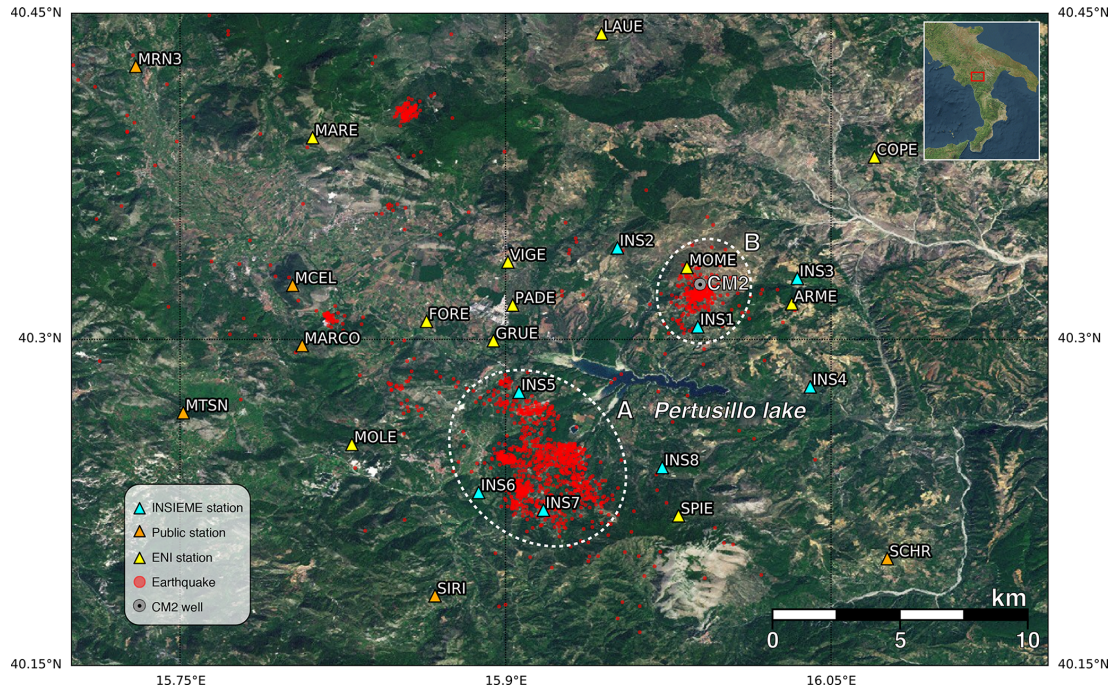 40.45°N
40.45°N
LAUE
MRN3
MARE
COPE
INS2
B
VIGE
MOME
INS3
MCEL
CM2
PADE
ARME
FORE
INS1
GRUE
MARCO
40.3°N
40.3°N
INS5
INS4
MTSN
A
Pertusillo lake
MOLE
INS8
INS6
INS7
SPIE
INSIEME station
Public station
ENI station
Earthquake
CM2 well
SCHR
SIRI
km
0
5
10
40.15°N
40.15°N
15.75°E
15.9°E
16.05°E